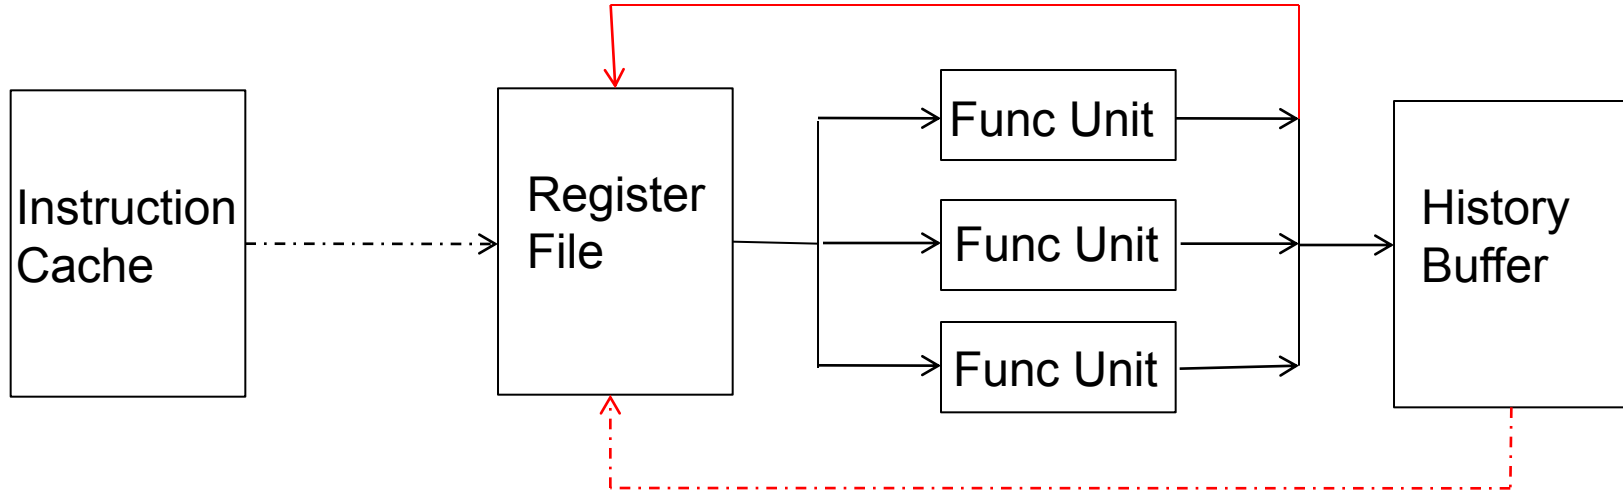 Instruction
Cache
Register
File
Func Unit
Func Unit
Func Unit
History
Buffer